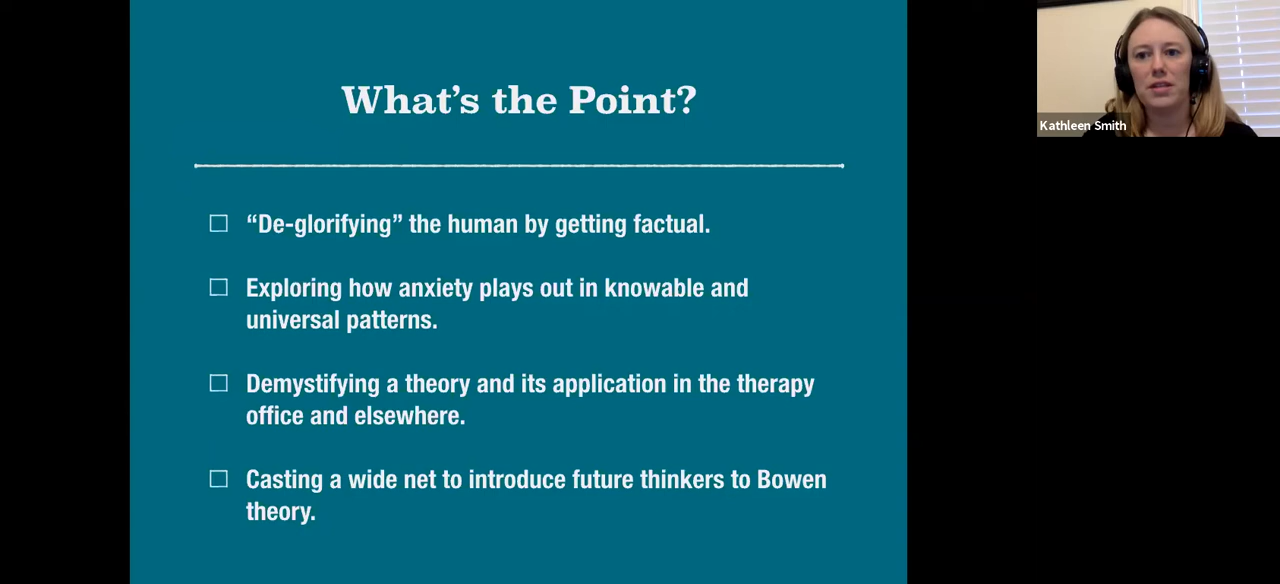 What's the Point?
“De-glorifying” the human by getting factual.
Exploring how anxiety plays out in knowable and
universal patterns.
Demystifying a theory and its application in the therapy
office and elsewhere.
Casting a wide net to introduce future thinkers to Bowen
theory.
Kathleen Smith